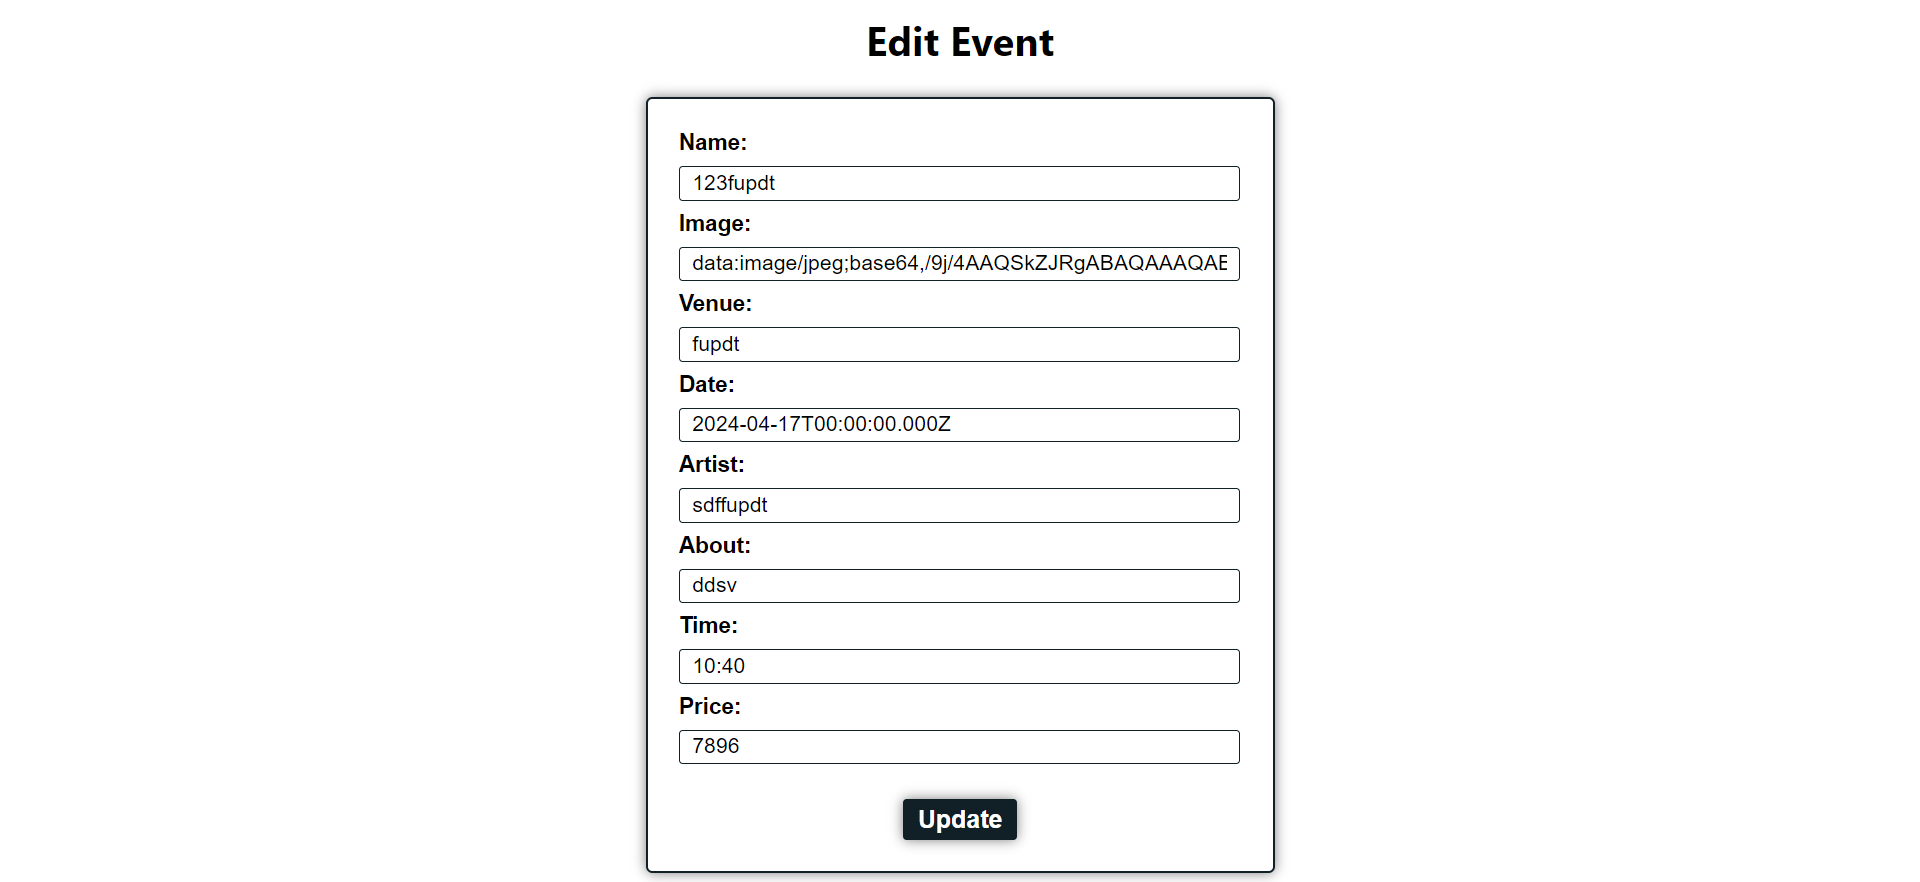 Edit Event
Name:
123fupdt
Image:
data:image/jpeg;base64,/9j/4AAQSkZJRgABAQAAAQAE
Venue:
fupdt
Date:
2024-04-17T00:00:00.000Z
Artist:
sdffupdt
About:
ddsv
Time:
10:40
Price:
7896
Update